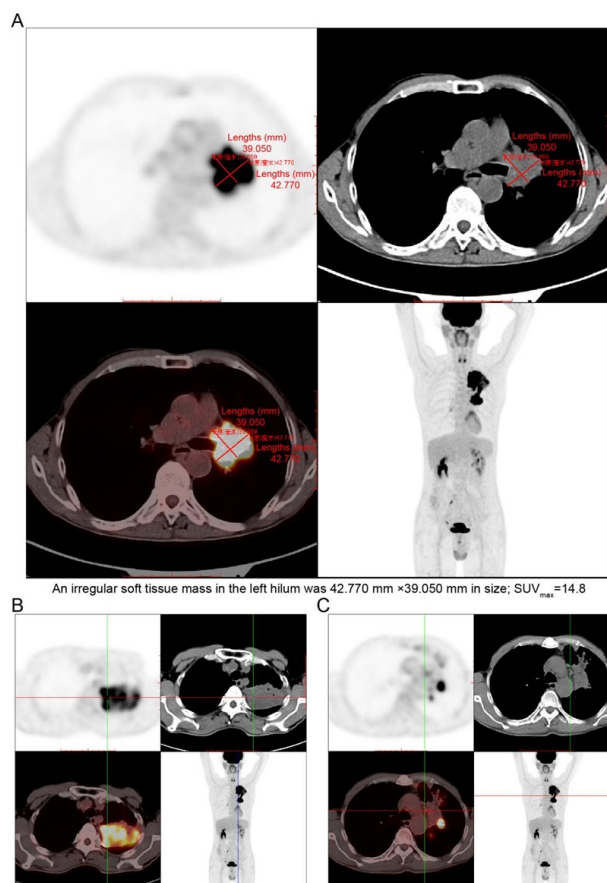 A
Lengths (mm)
39.050
Lengths (mm)
42.770
Lengths (mm)
39.050
Lengths (mm)
42.770
Lengths (mm)
39.050
Lengths (mm)
42.770
An irregular soft tissue mass in the left hilum was 42.770 mm ×39.050 mm in size; SUVmax=14.8
B
C